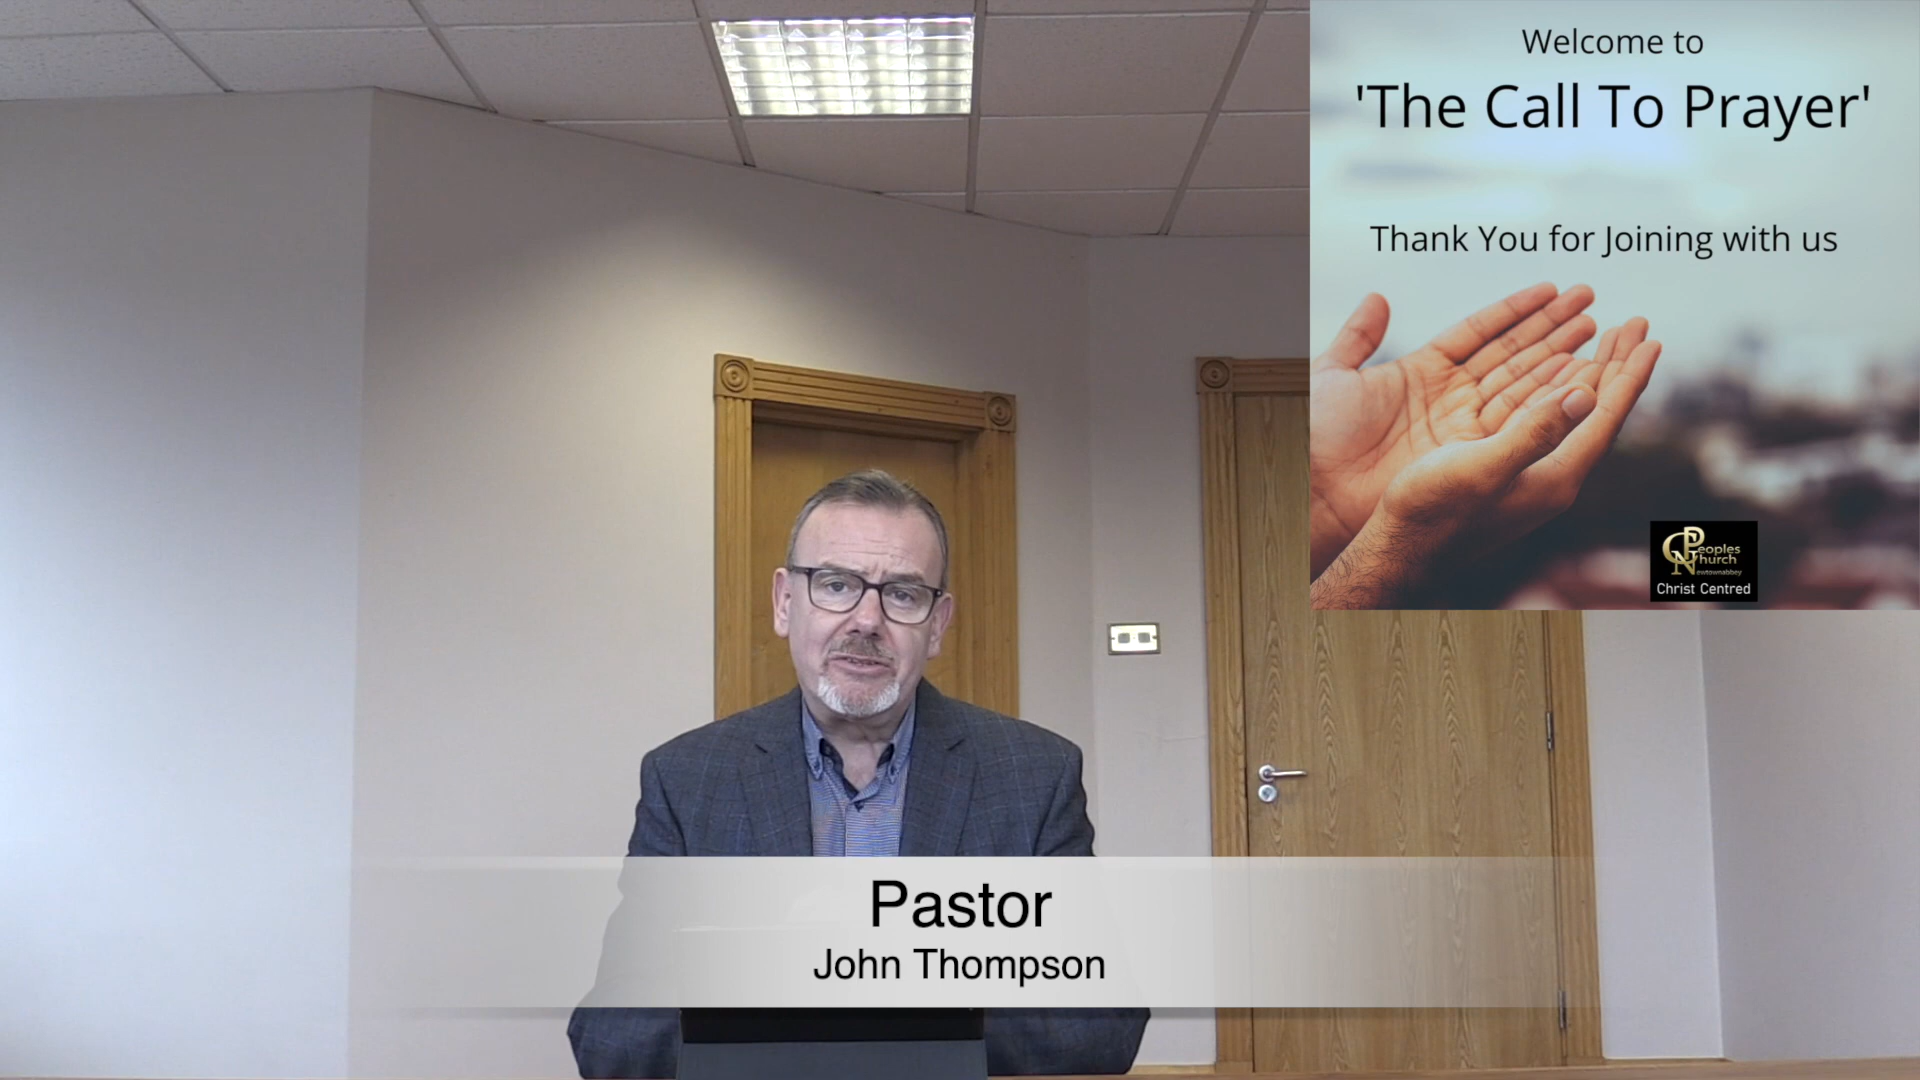 Welcome to
'The Call To Prayer'
Thank You for Joining with us
Peoples
Church
Newtownabbey
Christ Centred
Pastor
John Thompson